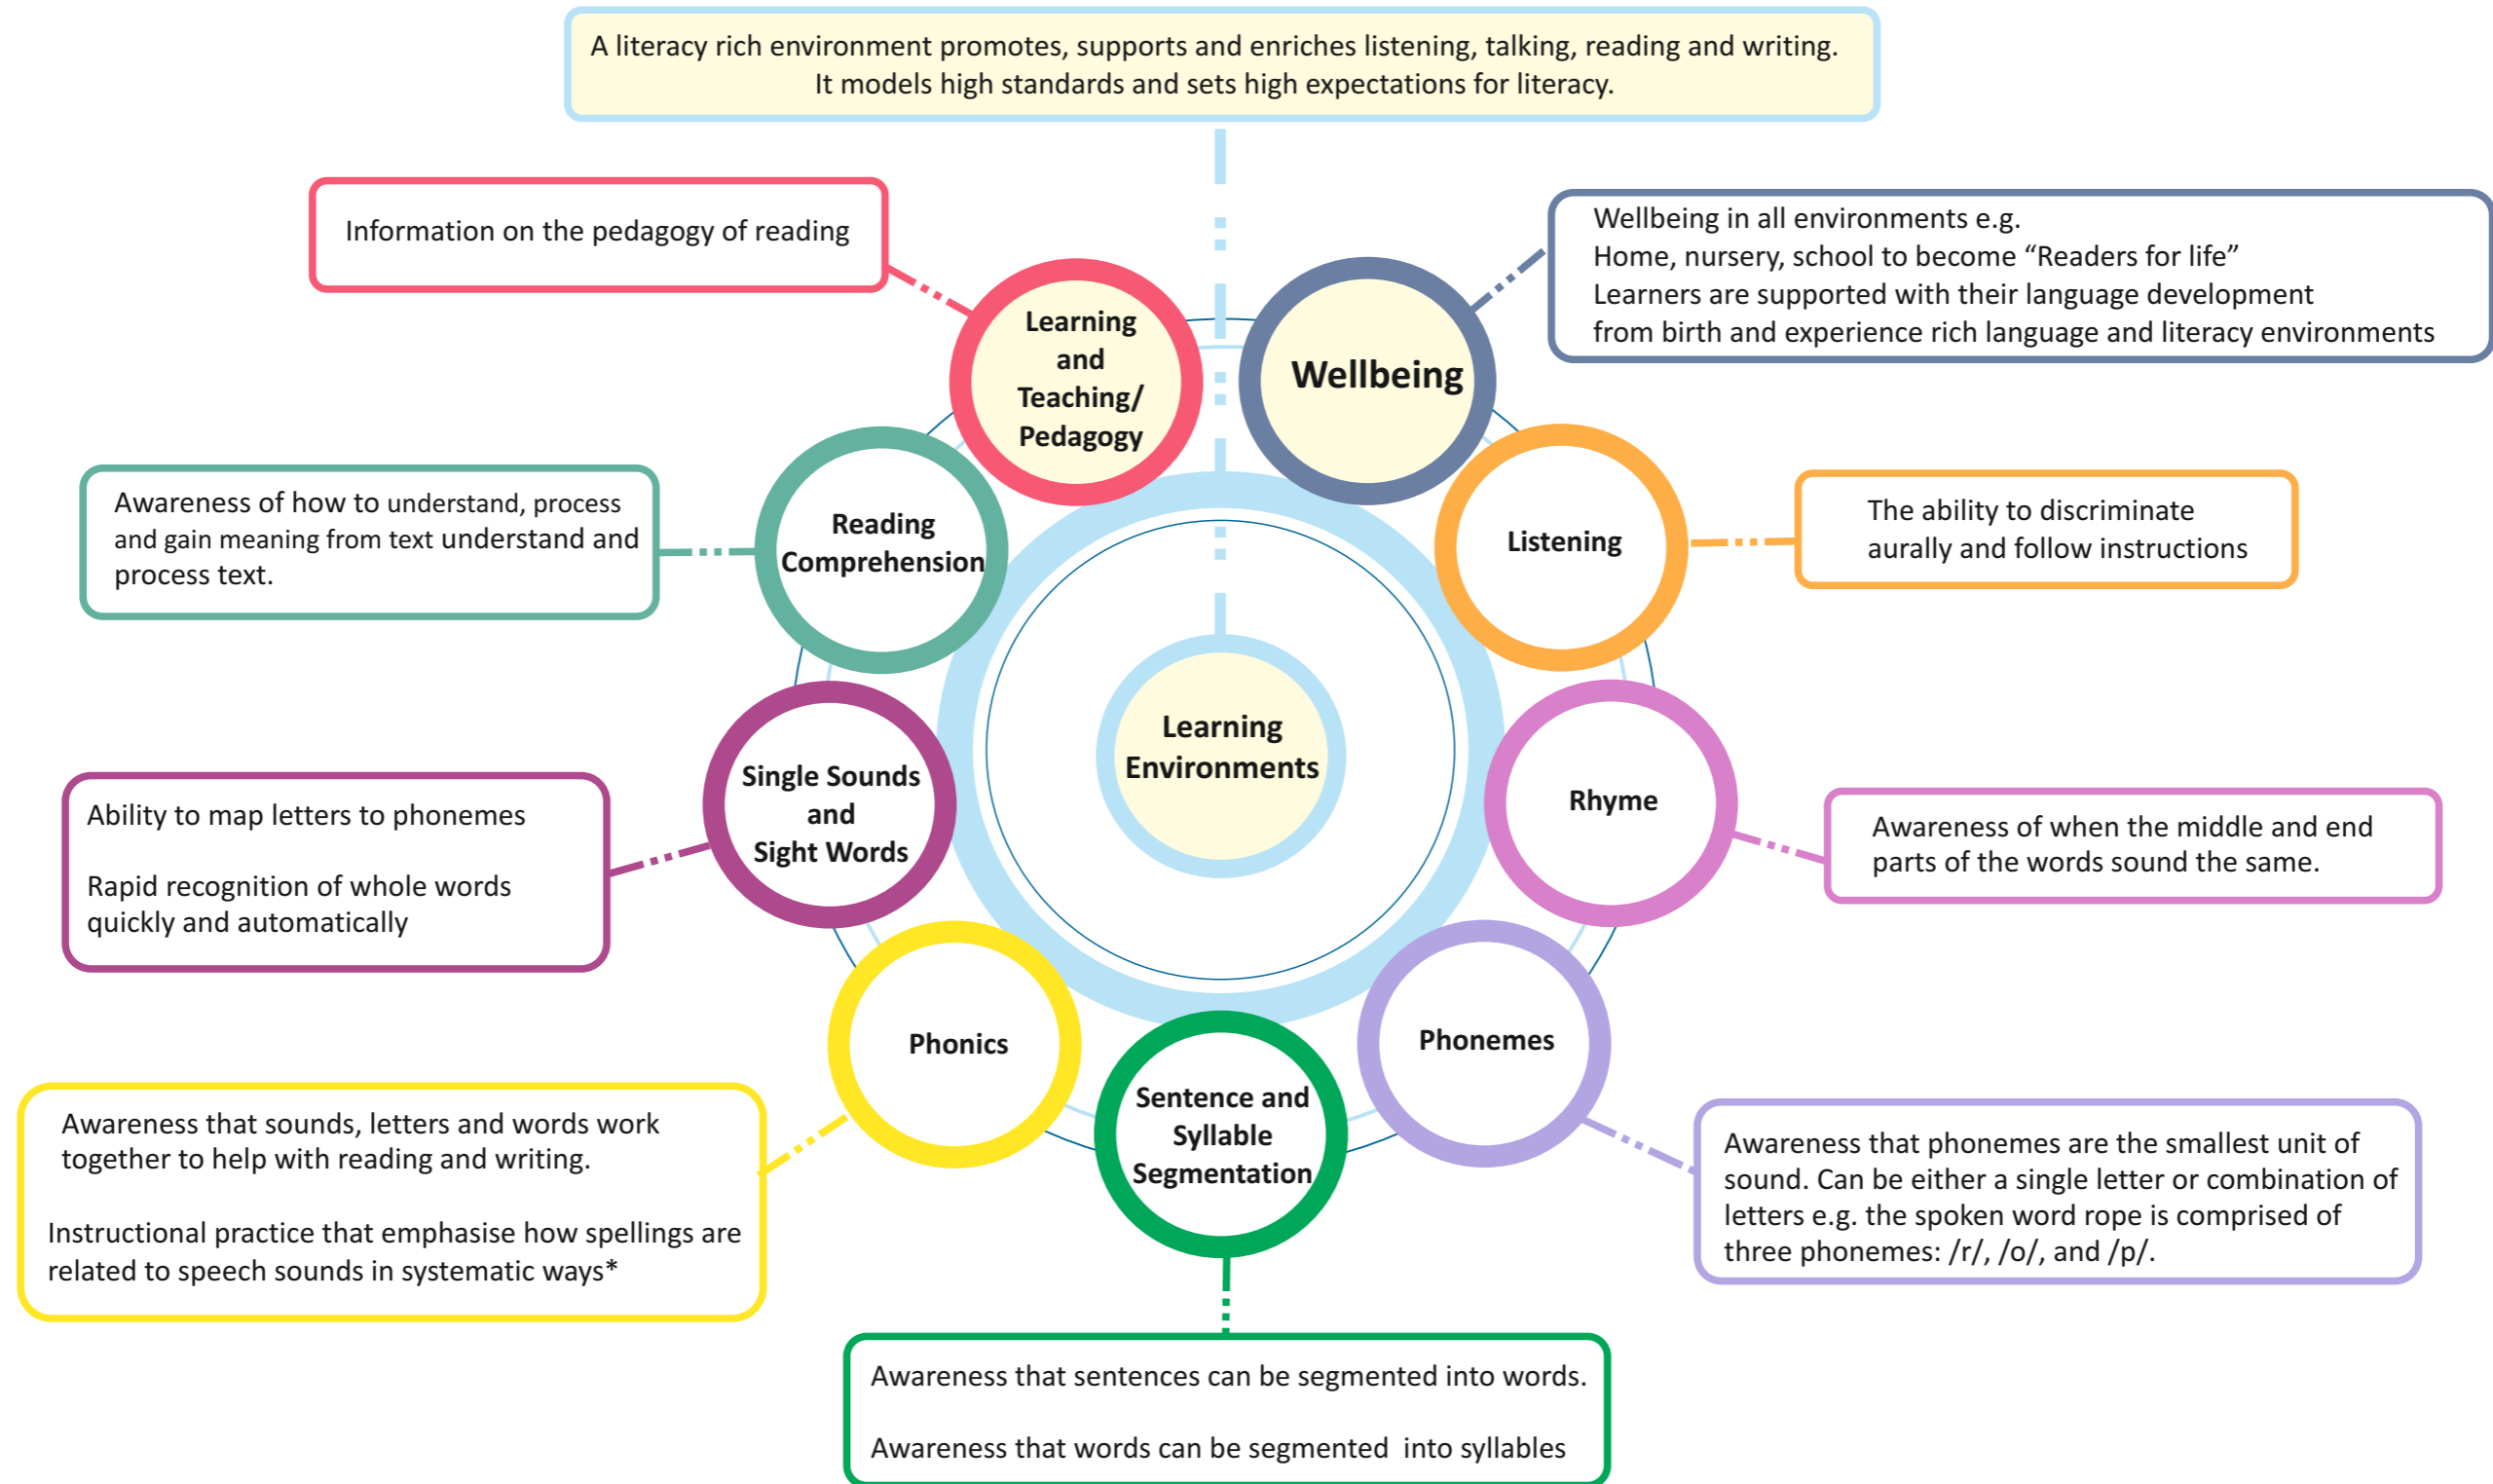 A literacy rich environment promotes, supports and enriches listening, talking, reading and writing.
It models high standards and sets high expectations for literacy.
Information on the pedagogy of reading
Wellbeing in all environments e.g.
Home, nursery, school to become “Readers for life”
Learners are supported with their language development
from birth and experience rich language and literacy environments
Learning
and
Teaching/
Pedagogy
Wellbeing
Awareness of how to understand, process
and gain meaning from text understand and
process text.
Reading
Comprehension
Listening
The ability to discriminate
aurally and follow instructions
Learning
Environments
Ability to map letters to phonemes
Rapid recognition of whole words
quickly and automatically
Single Sounds
and
Sight Words
Rhyme
Awareness of when the middle and end
parts of the words sound the same.
Phonics
Awareness that sounds, letters and words work
together to help with reading and writing.
Instructional practice that emphasise how spellings are
related to speech sounds in systematic ways*
Sentence and
Syllable
Segmentation
Phonemes
Awareness that phonemes are the smallest unit of
sound. Can be either a single letter or combination of
letters e.g. the spoken word rope is comprised of
three phonemes: /r/, /o/, and /p/.
Awareness that sentences can be segmented into words.
Awareness that words can be segmented  into syllables